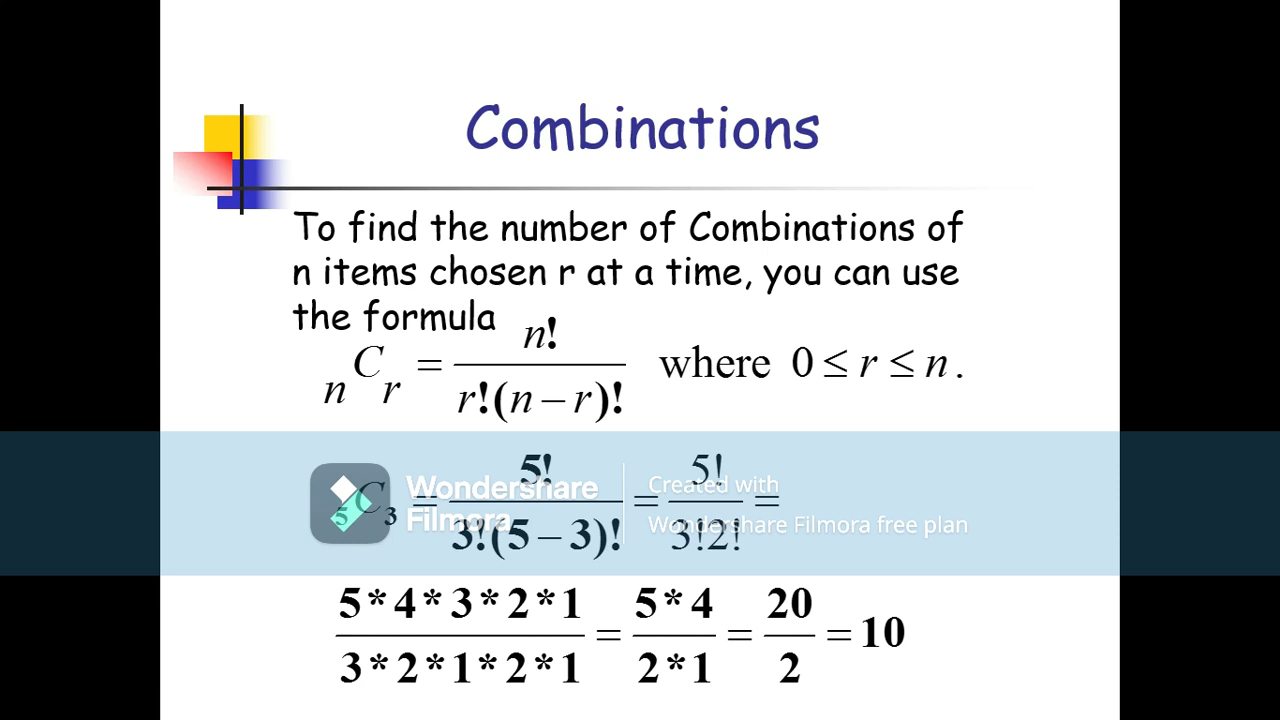 Combinations
To find the number of Combinations of
n items chosen r at a time, you can use
the formula
nCr = n! / r!(n – r)! where 0 ≤ r ≤ n.
5C3 = 5! / 3!(5 – 3)! = 5! / 3!2! =
Wondershare
Filmora
Created with
Wondershare Filmora free plan
5*4*3*2*1 / 3*2*1*2*1 = 5*4 / 2*1 = 20 / 2 = 10